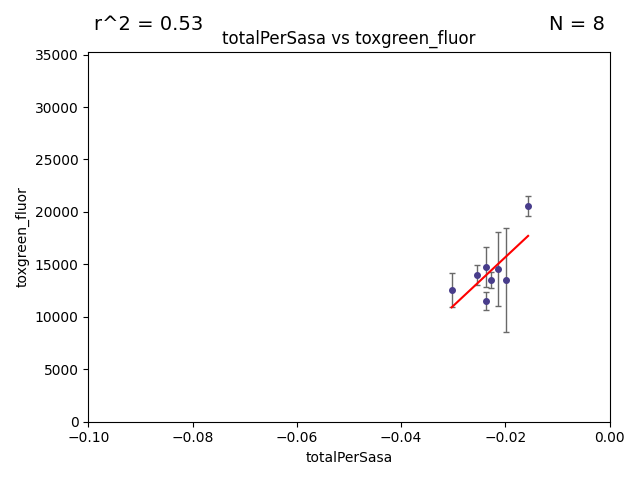 r^2 = 0.53
N = 8
totalPerSasa vs toxgreen_fluor
35000
30000
25000
20000
15000
10000
5000
0
toxgreen_fluor
−0.10
−0.08
−0.06
−0.04
−0.02
0.00
totalPerSasa